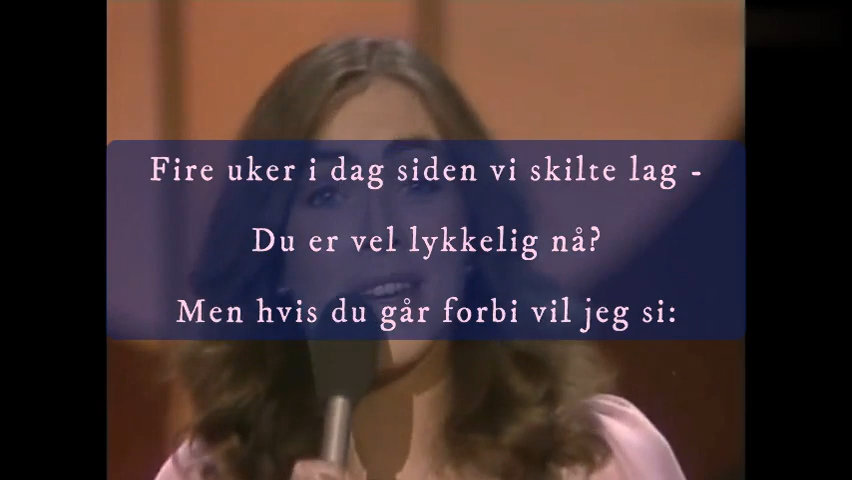 Fire uker i dag siden vi skilte lag -
Du er vel lykkelig nå?
Men hvis du går forbi vil jeg si: